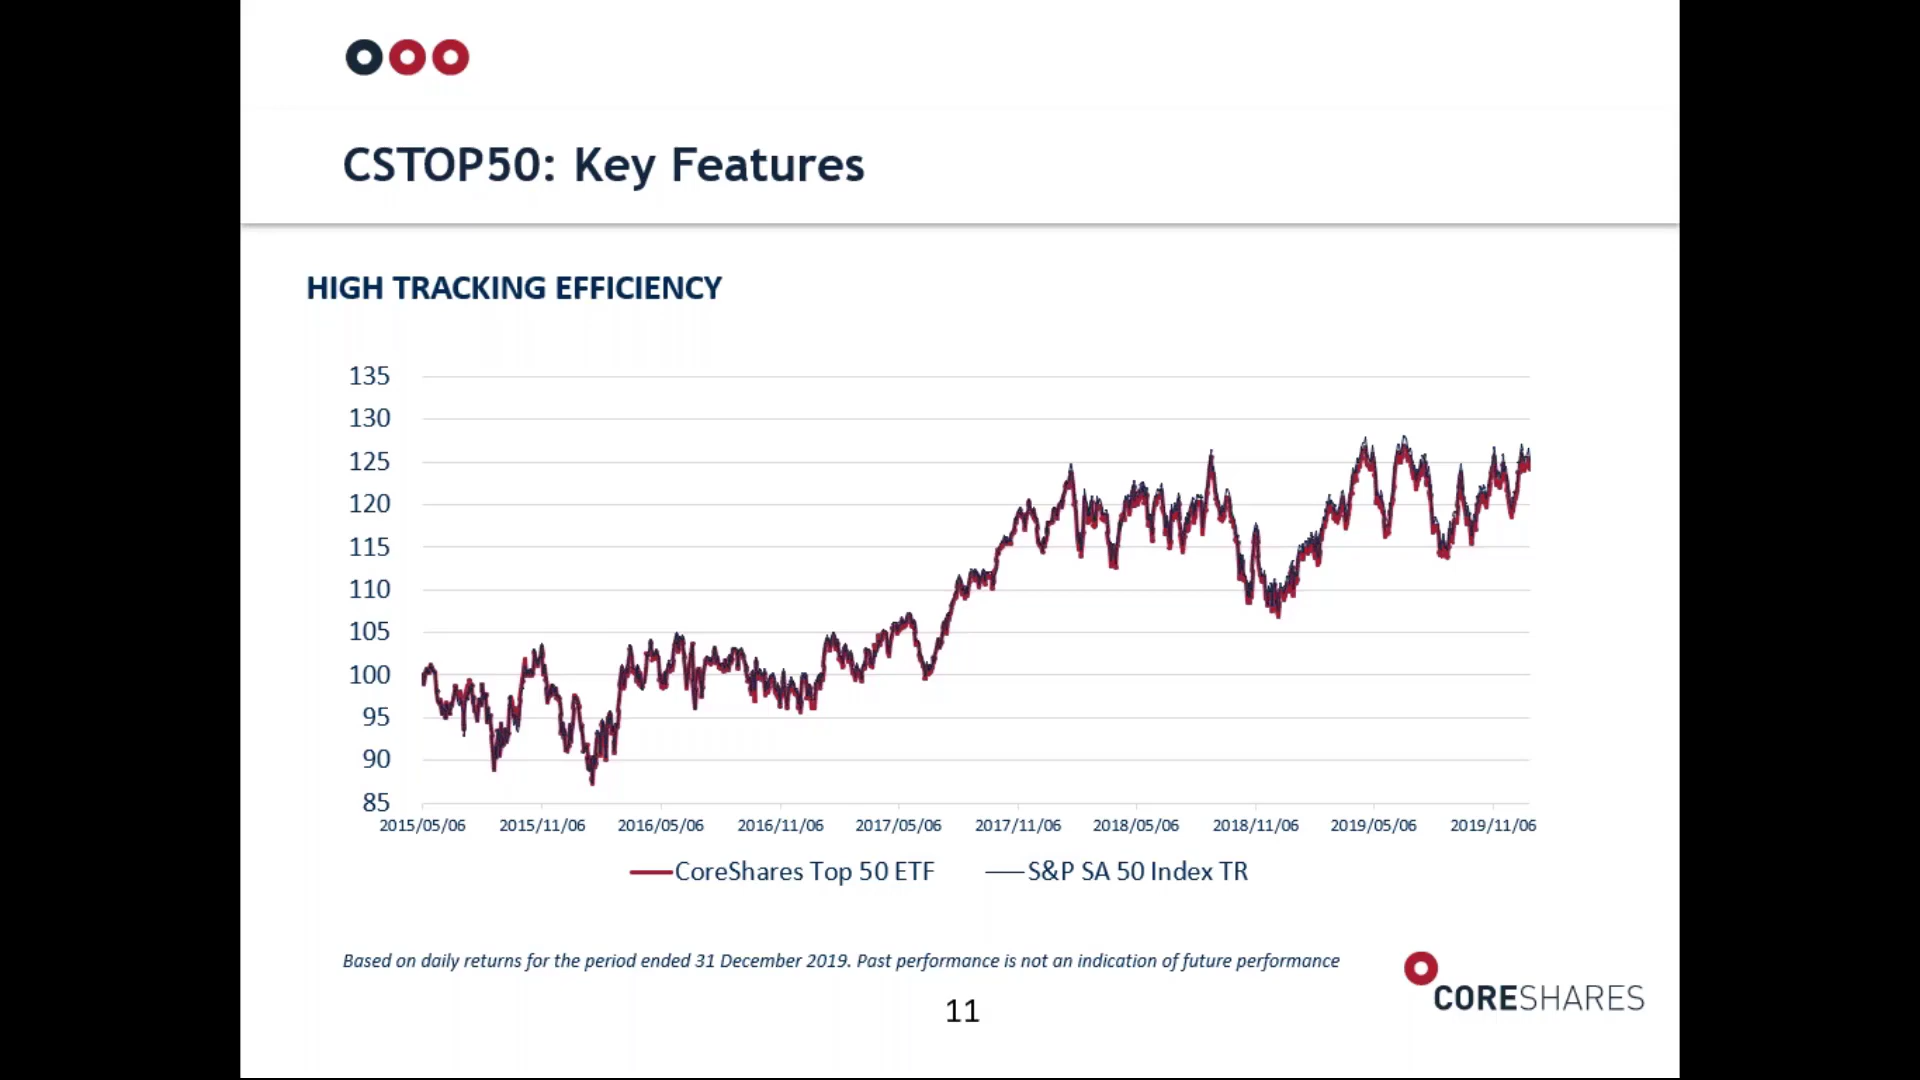 CSTOP50: Key Features
HIGH TRACKING EFFICIENCY
135
130
125
120
115
110
105
100
95
90
85
2015/05/06 2015/11/06 2016/05/06 2016/11/06 2017/05/06 2017/11/06 2018/05/06 2018/11/06 2019/05/06 2019/11/06
CoreShares Top 50 ETF S&P SA 50 Index TR
Based on daily returns for the period ended 31 December 2019. Past performance is not an indication of future performance
CORESHARES
11